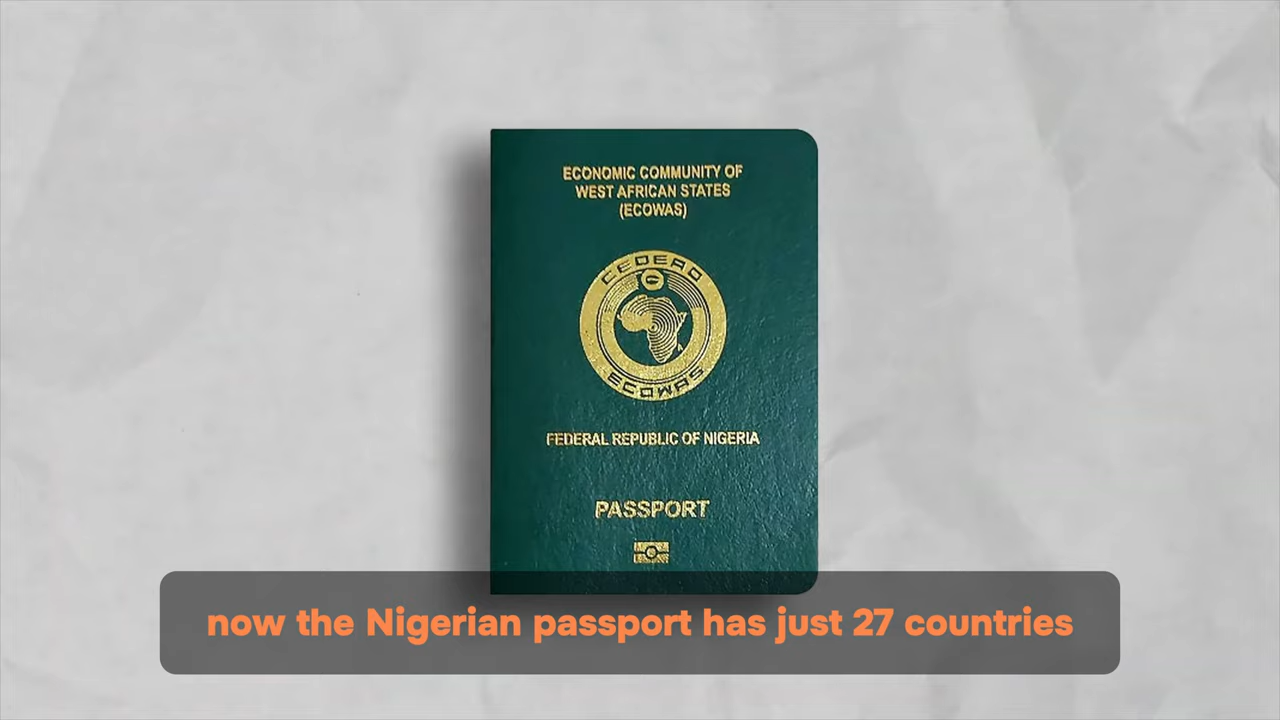 ECONOMIC COMMUNITY OF
WEST AFRICAN STATES
(ECOWAS)
CEDEAO
ECOWAS
FEDERAL REPUBLIC OF NIGERIA
PASSPORT
now the Nigerian passport has just 27 countries